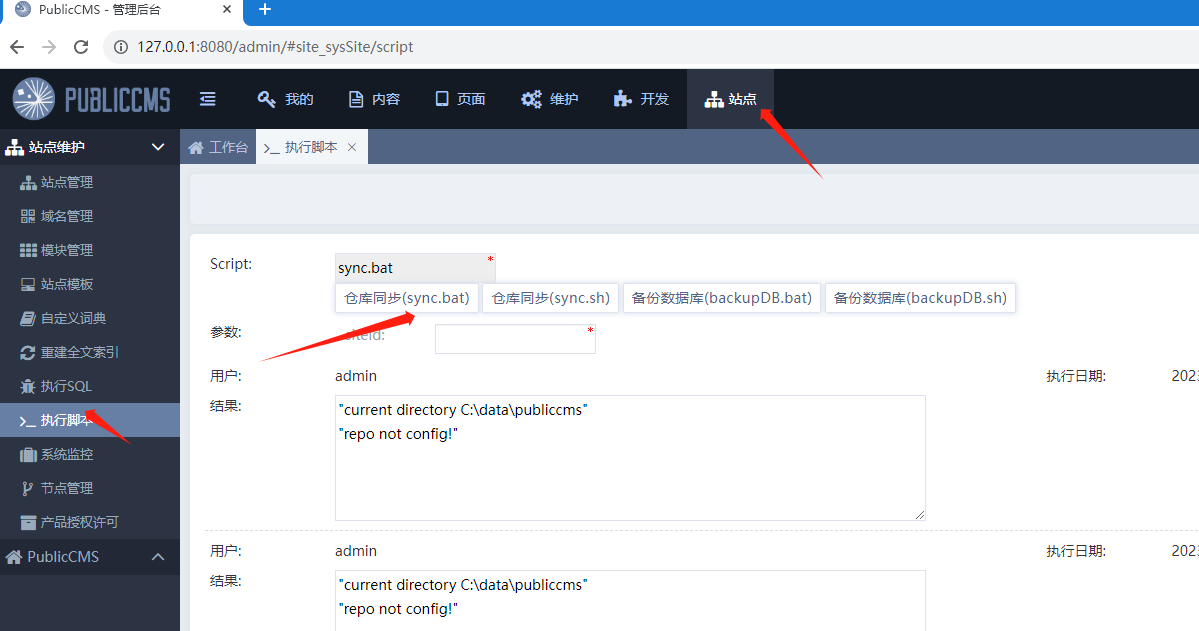 PublicCMS - 管理后台
127.0.0.1:8080/admin/#site_sysSite/script
PUBLICCMS
我的
内容
页面
维护
开发
站点
站点维护
工作台
执行脚本
站点管理
域名管理
模块管理
站点模板
自定义词典
重建全文索引
执行SQL
执行脚本
系统监控
节点管理
产品授权许可
PublicCMS
Script:
sync.bat
*
仓库同步(sync.bat)
仓库同步(sync.sh)
备份数据库(backupDB.bat)
备份数据库(backupDB.sh)
参数:
*
用户:
admin
执行日期:
结果:
"current directory C:\data\publiccms"
"repo not config!"
用户:
admin
执行日期:
结果:
"current directory C:\data\publiccms"
"repo not config!"